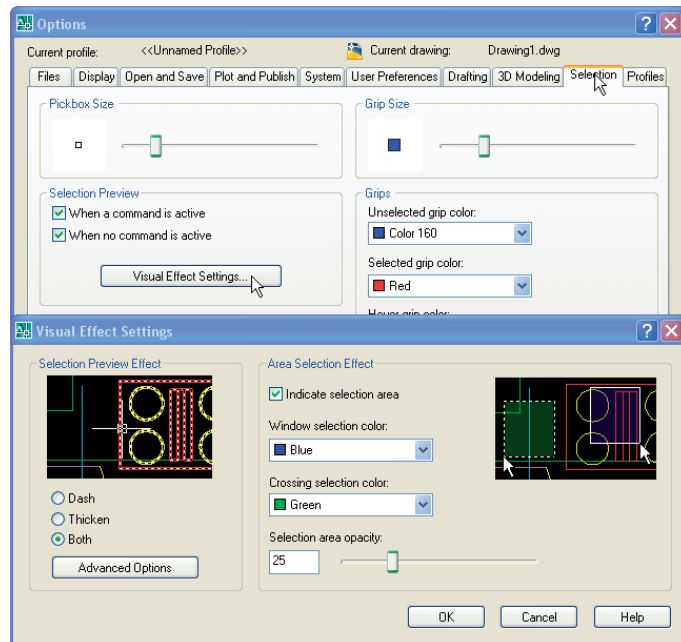 Options
Current profile: <<Unnamed Profile>> Current drawing: Drawing1.dwg
Files Display Open and Save Plot and Publish System User Preferences Drafting 3D Modeling Selection Profiles
Pickbox Size
Grip Size
Selection Preview
When a command is active
When no command is active
Visual Effect Settings...
Grips
Unselected grip color:
Color 160
Selected grip color:
Red
Hover grip color:
Visual Effect Settings
Selection Preview Effect
Dash
Thicken
Both
Advanced Options
Area Selection Effect
Indicate selection area
Window selection color:
Blue
Crossing selection color:
Green
Selection area opacity:
25
OK Cancel Help